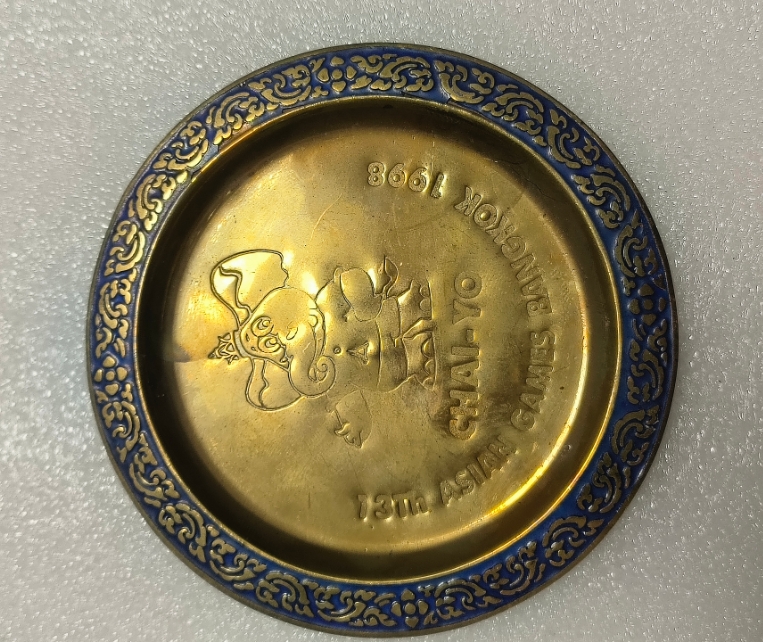 CHAI-YO
13Th ASIAN GAMES BANGKOK 1998